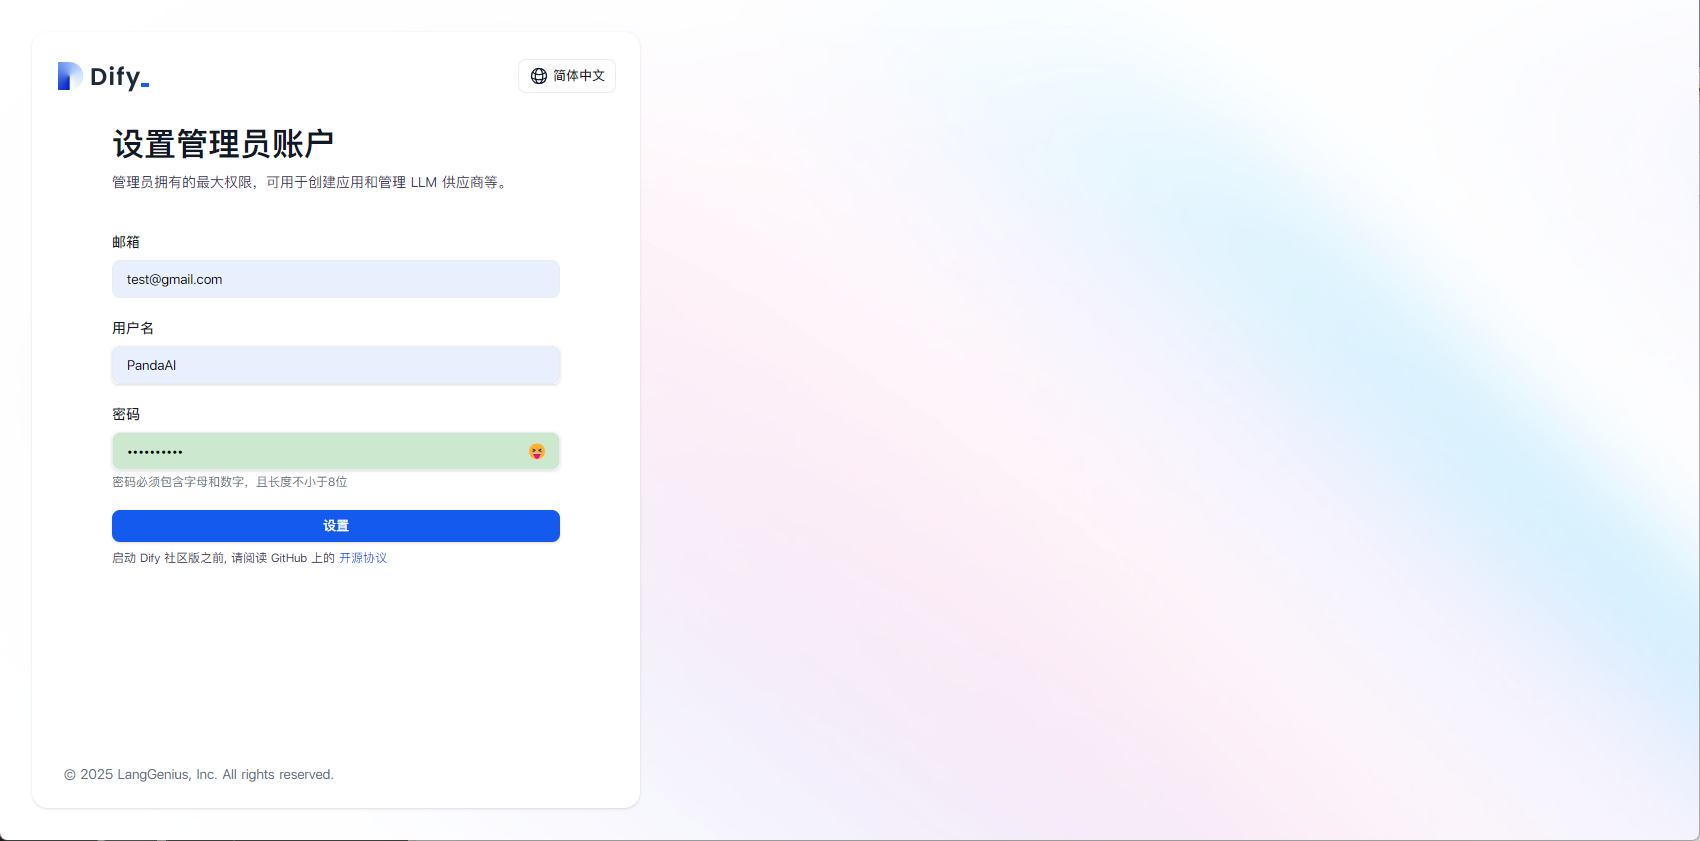 Dify_
简体中文
设置管理员账户
管理员拥有的最大权限，可用于创建应用和管理 LLM 供应商等。
邮箱
test@gmail.com
用户名
PandaAI
密码
••••••••••
密码必须包含字母和数字，且长度不小于8位
设置
启动 Dify 社区版之前, 请阅读 GitHub 上的 开源协议
© 2025 LangGenius, Inc. All rights reserved.